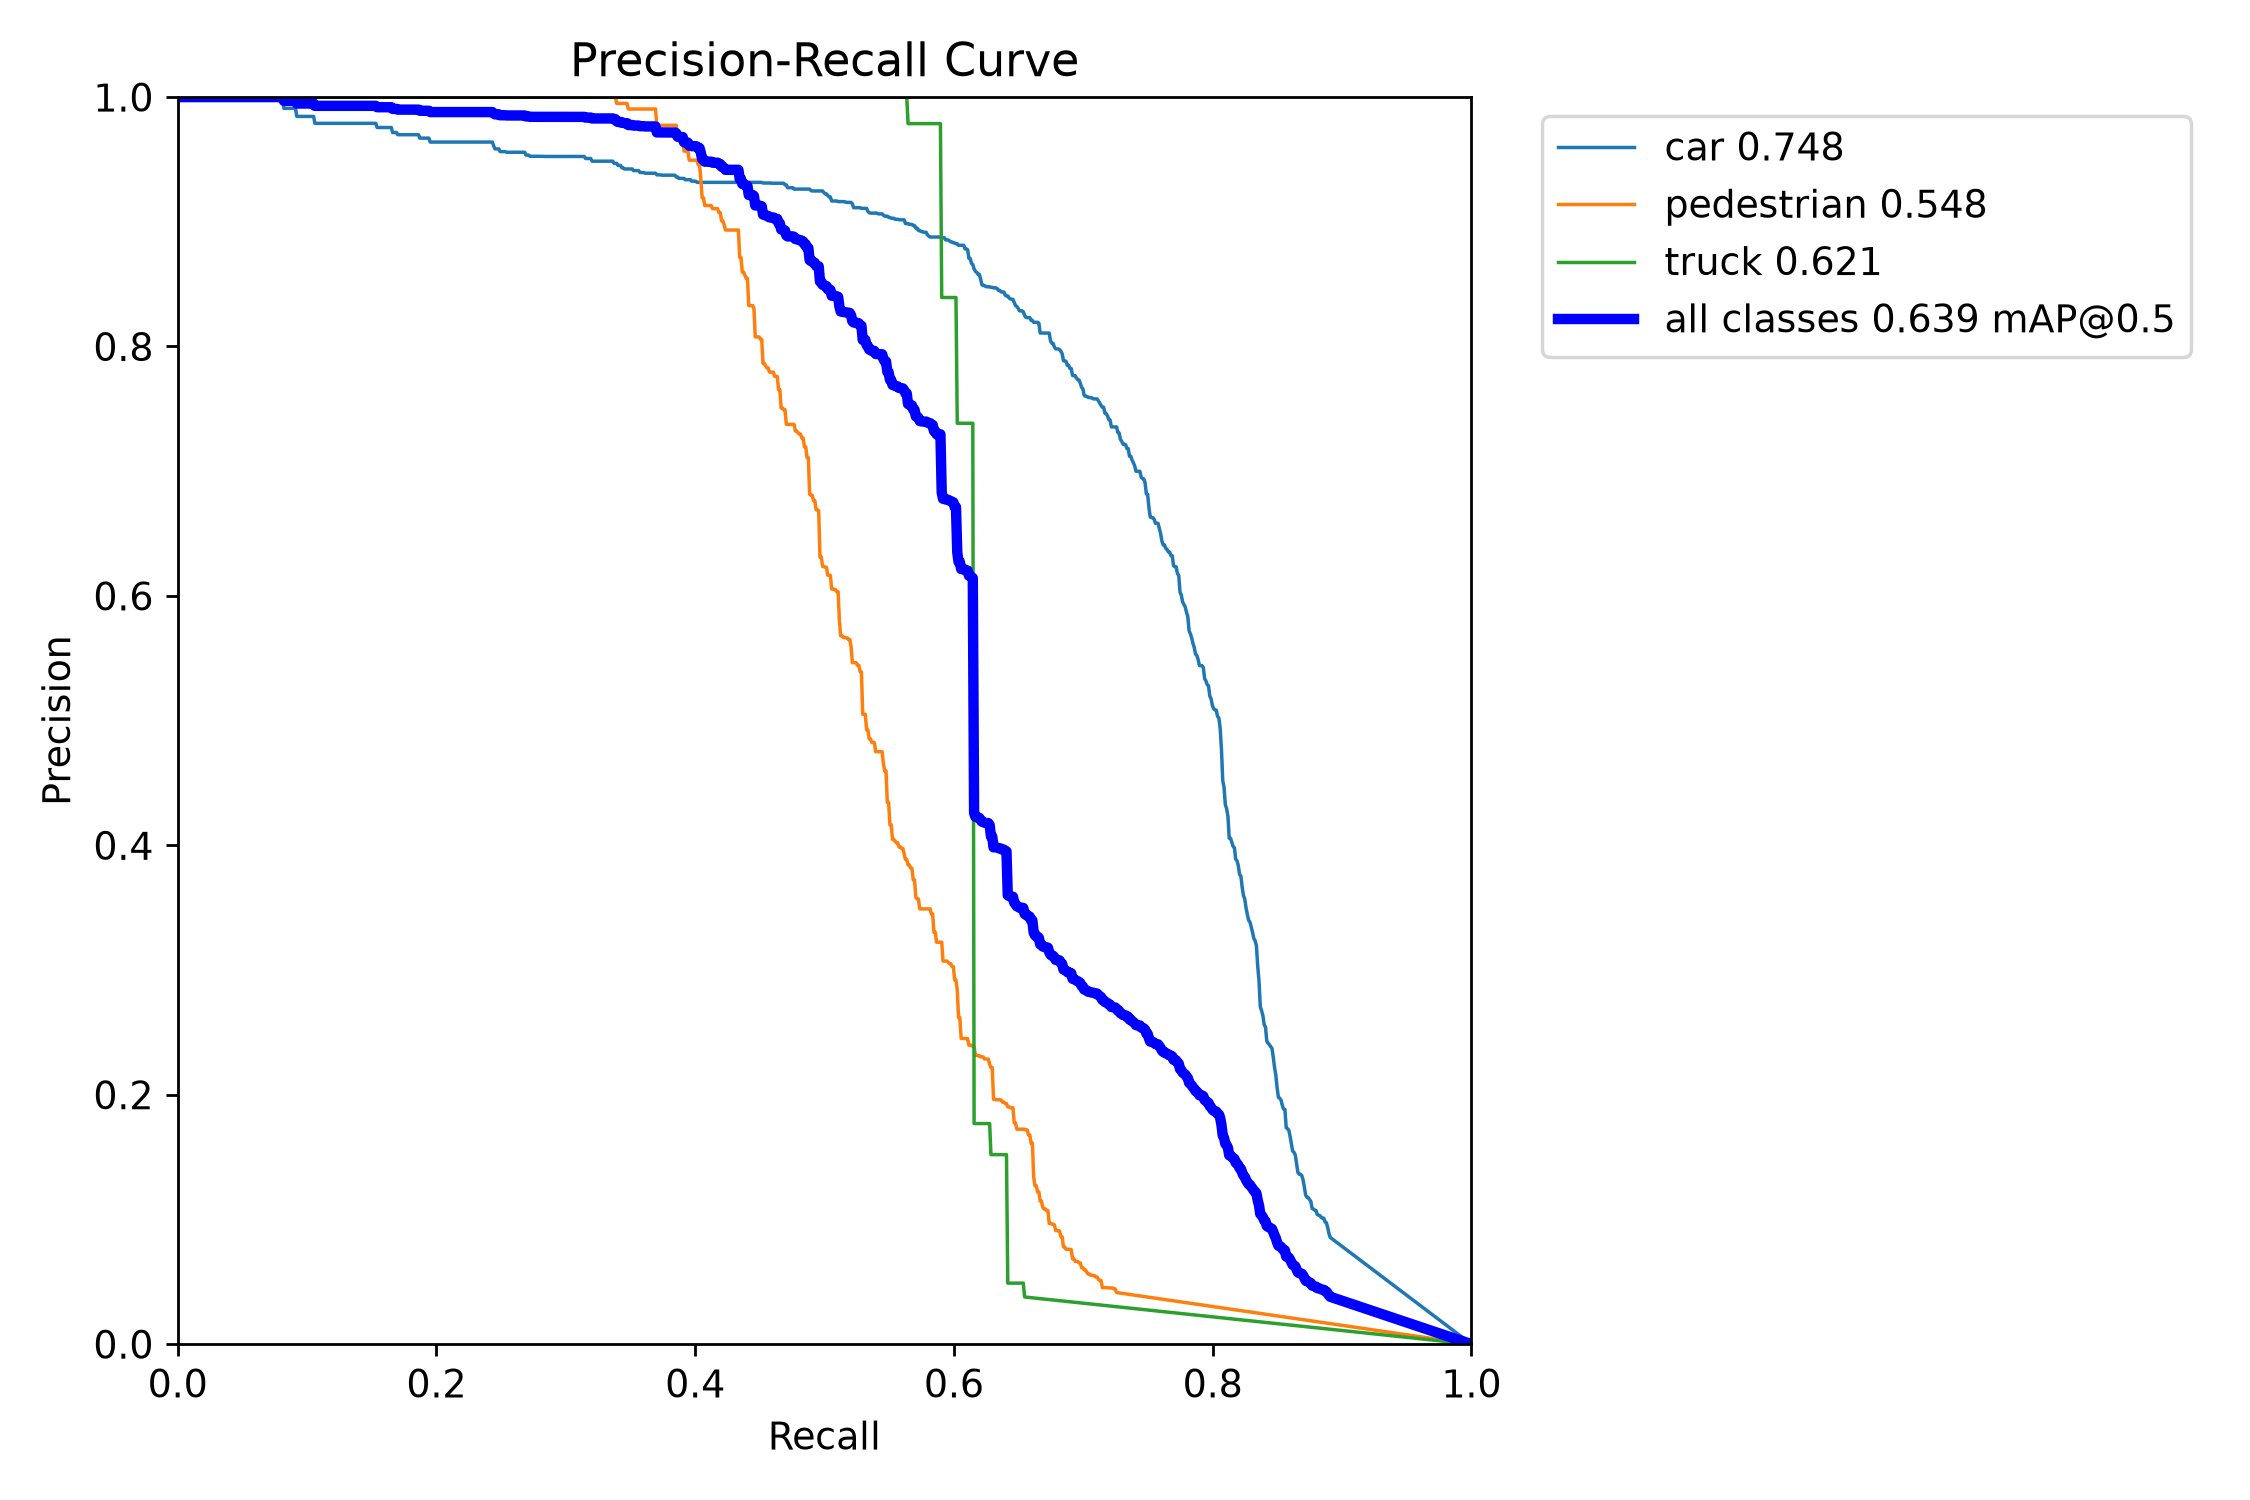 Precision-Recall Curve
1.0
0.8
0.6
0.4
0.2
0.0
Precision
0.0 0.2 0.4 0.6 0.8 1.0
Recall
car 0.748
pedestrian 0.548
truck 0.621
all classes 0.639 mAP@0.5